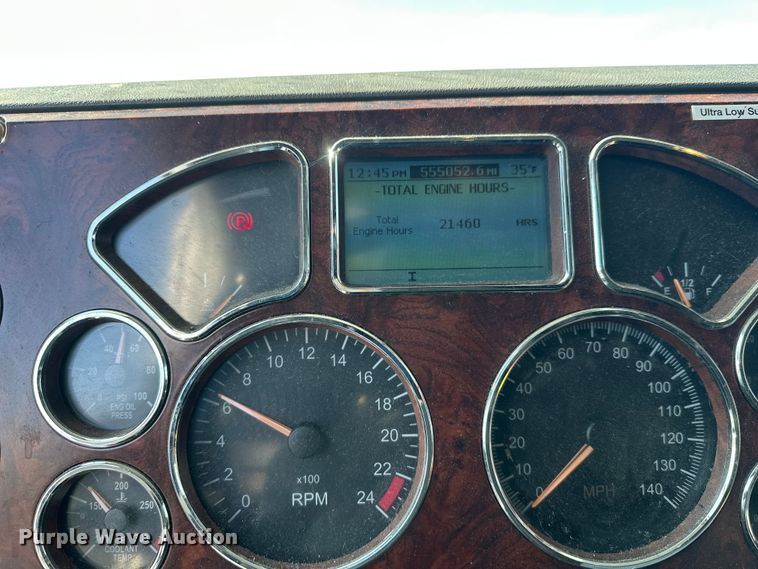 Ultra Low Su
12:45 PM 555052.6 MI 35°F
-TOTAL ENGINE HOURS-
Total
Engine Hours 21460 HRS
E 1/2 F
0 20 40 60 80 100
PSI
ENG OIL
PRESS
0 2 4 6 8 10 12 14 16 18 20 22 24
x100
RPM
0 10 20 30 40 50 60 70 80 90 100 110 120 130 140
MPH
150 200 250
COOLANT
TEMP
Purple Wave Auction